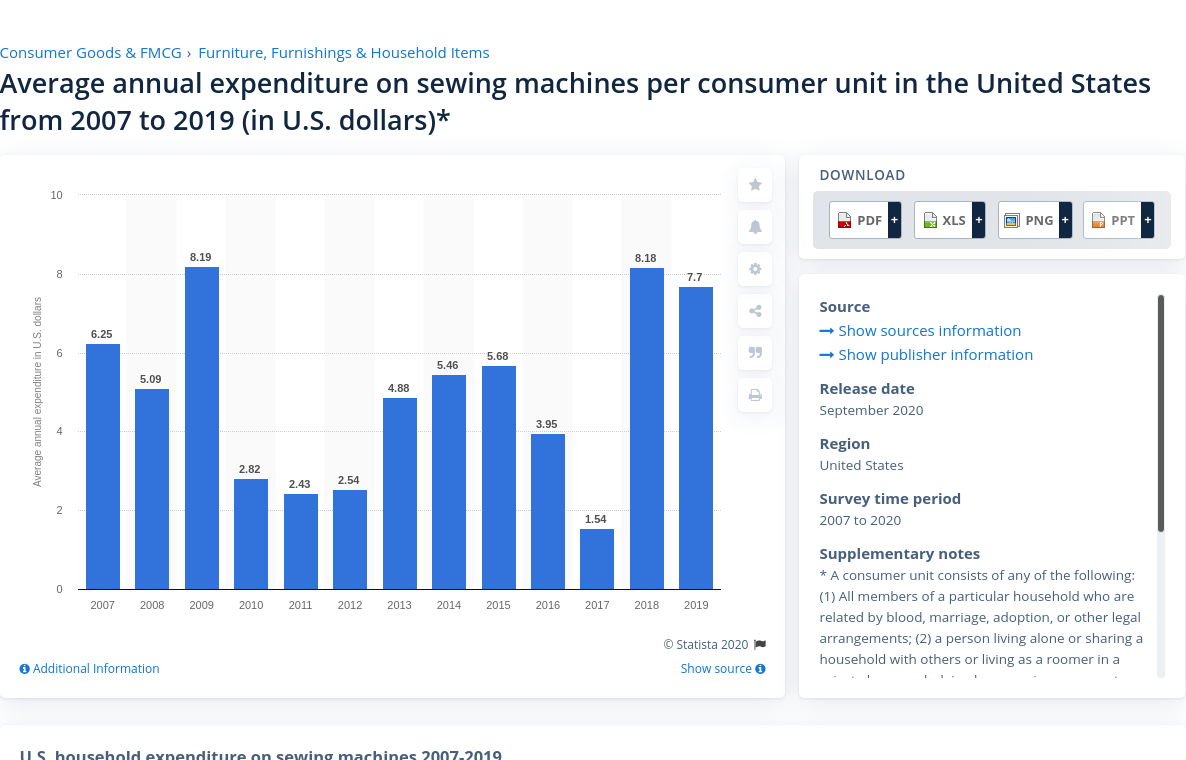 Consumer Goods & FMCG › Furniture, Furnishings & Household Items
Average annual expenditure on sewing machines per consumer unit in the United States
from 2007 to 2019 (in U.S. dollars)*
Average annual expenditure in U.S. dollars
10
8
6
4
2
0
6.25
5.09
8.19
2.82
2.43
2.54
4.88
5.46
5.68
3.95
1.54
8.18
7.7
2007 2008 2009 2010 2011 2012 2013 2014 2015 2016 2017 2018 2019
© Statista 2020
Additional Information
Show source
DOWNLOAD
PDF + XLS + PNG + PPT +
Source
Show sources information
Show publisher information
Release date
September 2020
Region
United States
Survey time period
2007 to 2020
Supplementary notes
* A consumer unit consists of any of the following:
(1) All members of a particular household who are
related by blood, marriage, adoption, or other legal
arrangements; (2) a person living alone or sharing a
household with others or living as a roomer in a
U.S. household expenditure on sewing machines 2007-2019